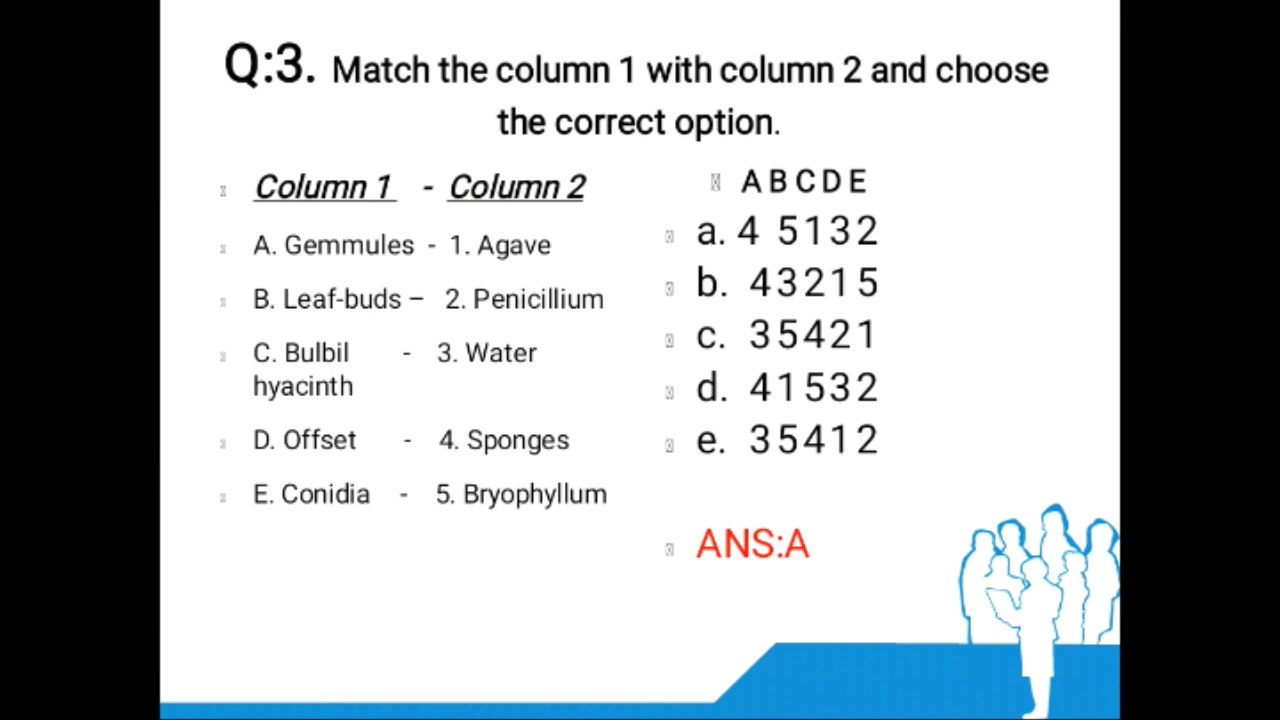 Q:3. Match the column 1 with column 2 and choose
the correct option.
Column 1 - Column 2
A. Gemmules - 1. Agave
B. Leaf-buds – 2. Penicillium
C. Bulbil - 3. Water
hyacinth
D. Offset - 4. Sponges
E. Conidia - 5. Bryophyllum
A B C D E
a. 4 5132
b. 43215
c. 35421
d. 41532
e. 35412
ANS:A